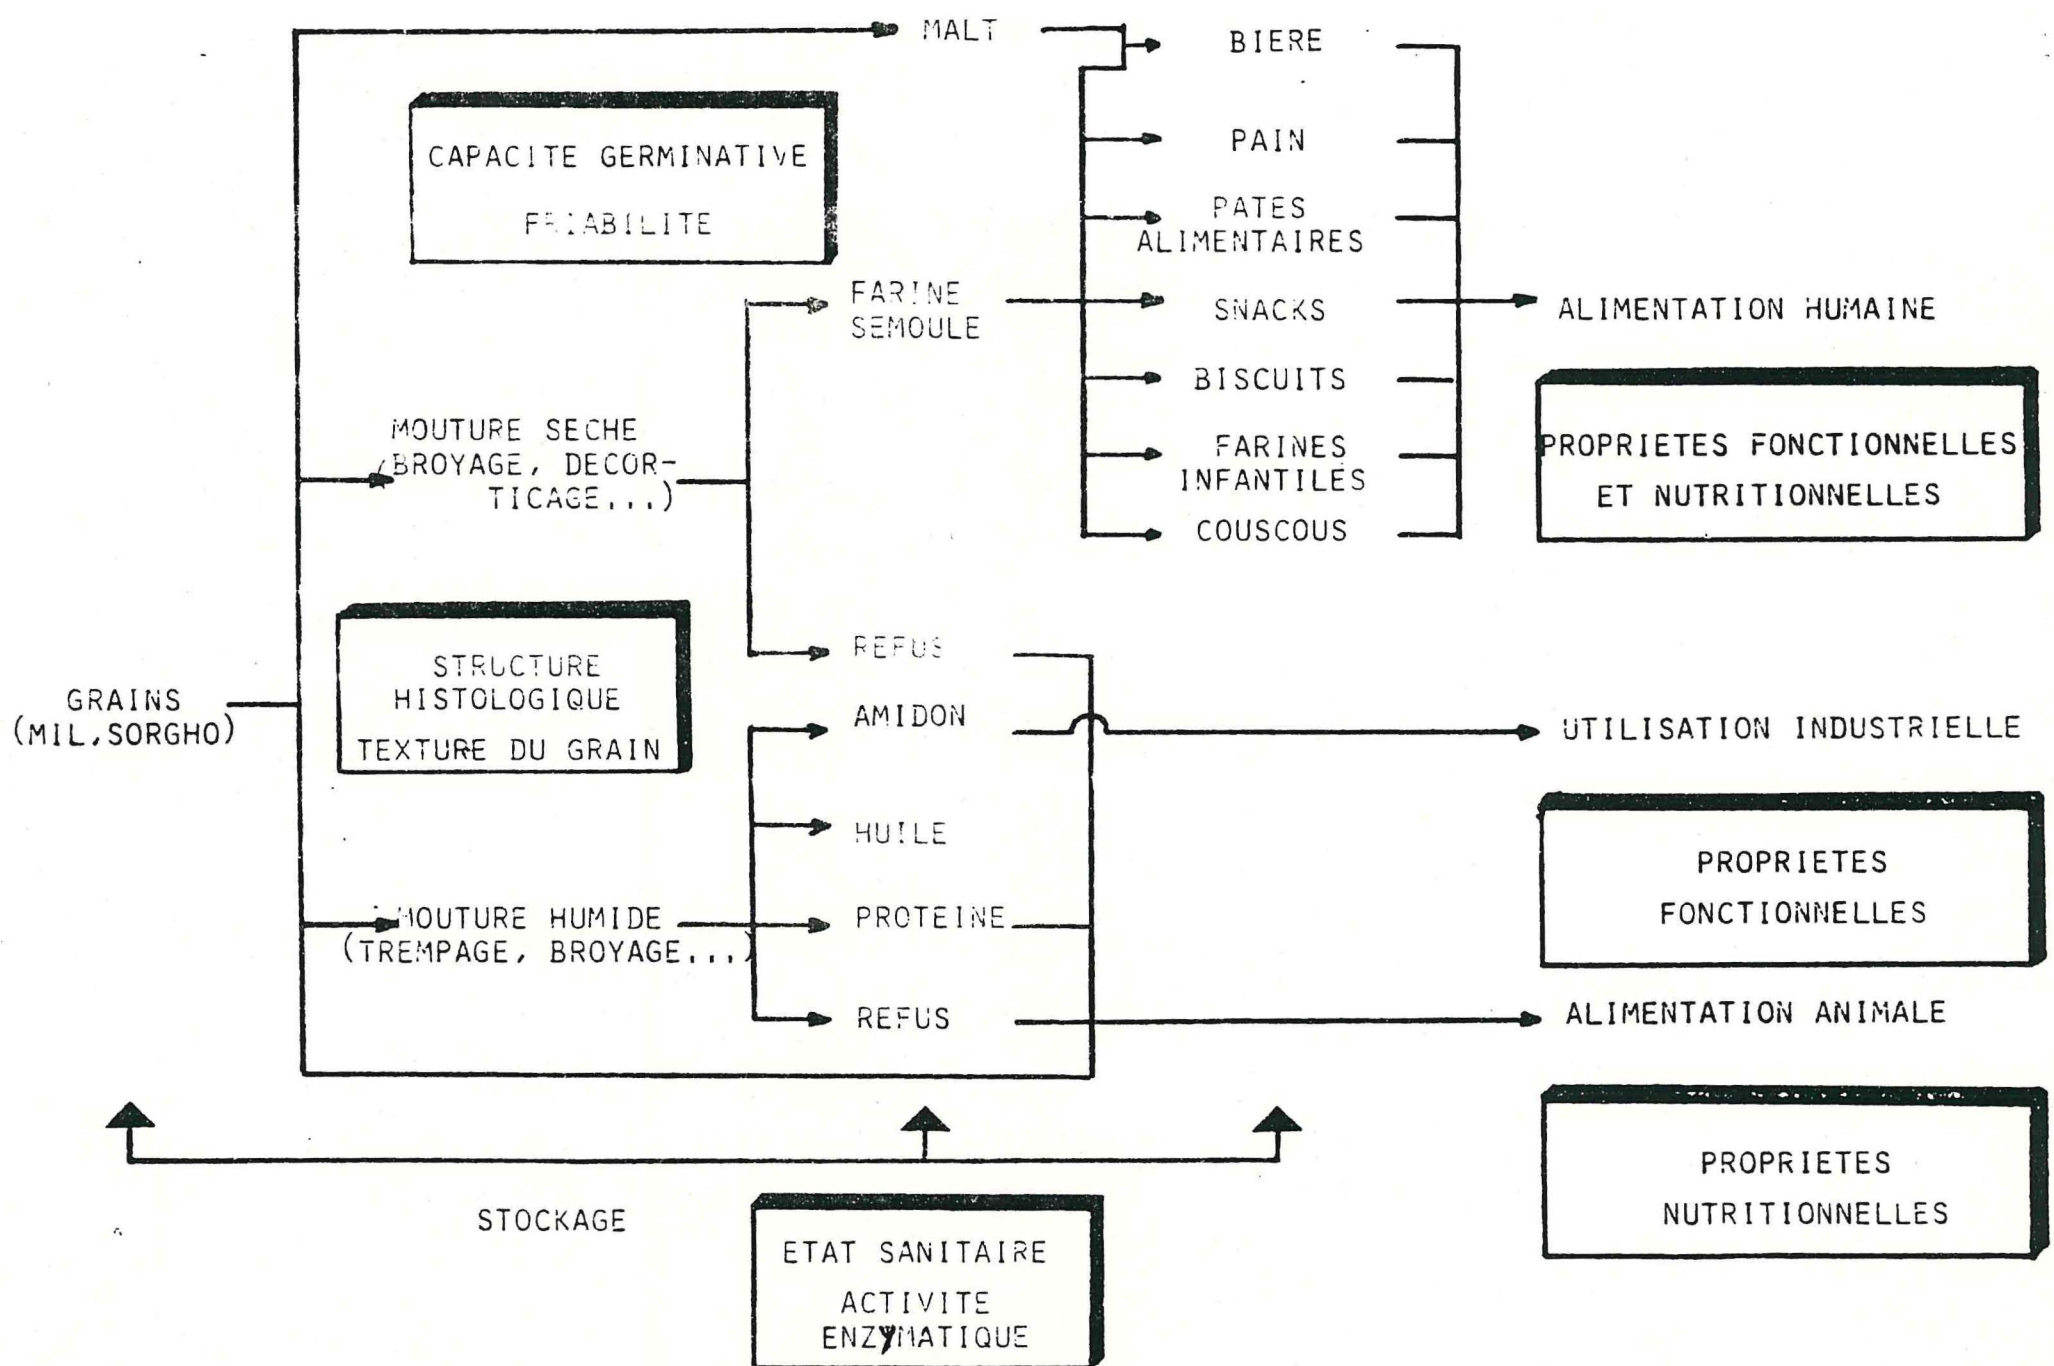 MALT
BIERE
CAPACITE GERMINATIVE
FRIABILITE
PAIN
PATES
ALIMENTAIRES
FARINE
SEMOULE
SNACKS
ALIMENTATION HUMAINE
BISCUITS
MOUTURE SECHE
(BROYAGE, DECOR-
TICAGE...)
FARINES
INFANTILES
PROPRIETES FONCTIONNELLES
ET NUTRITIONNELLES
COUSCOUS
STRUCTURE
HISTOLOGIQUE
TEXTURE DU GRAIN
REFUS
GRAINS
(MIL,SORGHO)
AMIDON
UTILISATION INDUSTRIELLE
HUILE
PROPRIETES
FONCTIONNELLES
MOUTURE HUMIDE
(TREMPAGE, BROYAGE...)
PROTEINE
REFUS
ALIMENTATION ANIMALE
STOCKAGE
ETAT SANITAIRE
ACTIVITE
ENZYMATIQUE
PROPRIETES
NUTRITIONNELLES